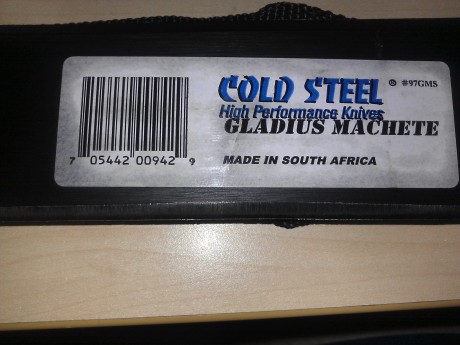 COLD STEEL ® #97GMS
High Performance Knives
GLADIUS MACHETE
MADE IN SOUTH AFRICA
7 05442 00942 9